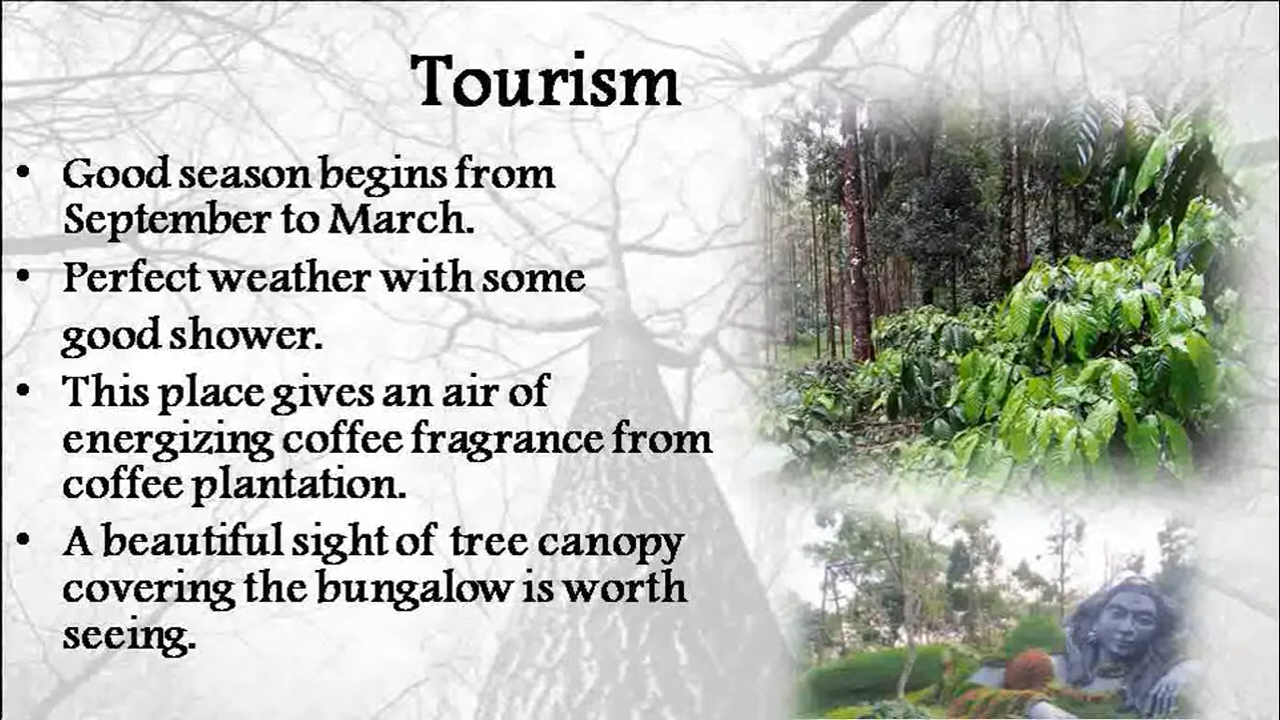 Tourism
• Good season begins from
September to March.
• Perfect weather with some
good shower.
• This place gives an air of
energizing coffee fragrance from
coffee plantation.
• A beautiful sight of tree canopy
covering the bungalow is worth
seeing.